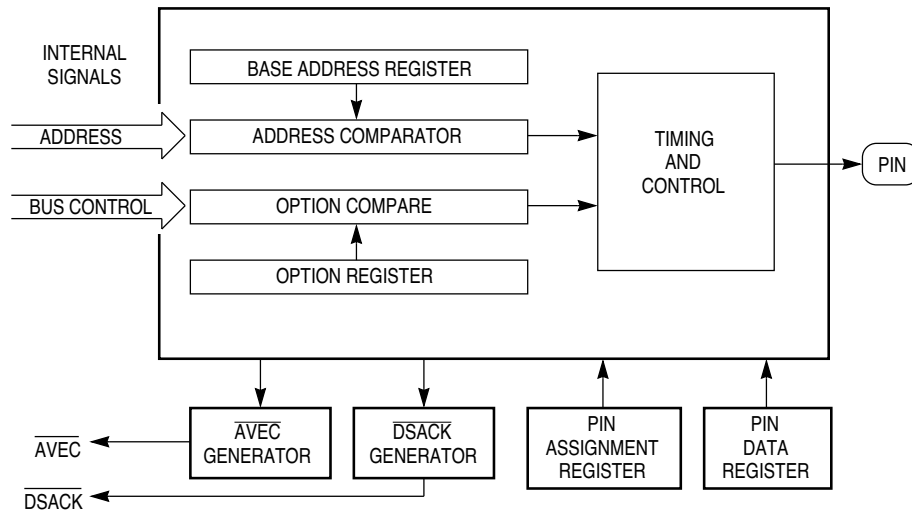 INTERNAL
SIGNALS
BASE ADDRESS REGISTER
ADDRESS
ADDRESS COMPARATOR
TIMING
AND
CONTROL
PIN
BUS CONTROL
OPTION COMPARE
OPTION REGISTER
AVEC
GENERATOR
DSACK
GENERATOR
PIN
ASSIGNMENT
REGISTER
PIN
DATA
REGISTER
AVEC
DSACK